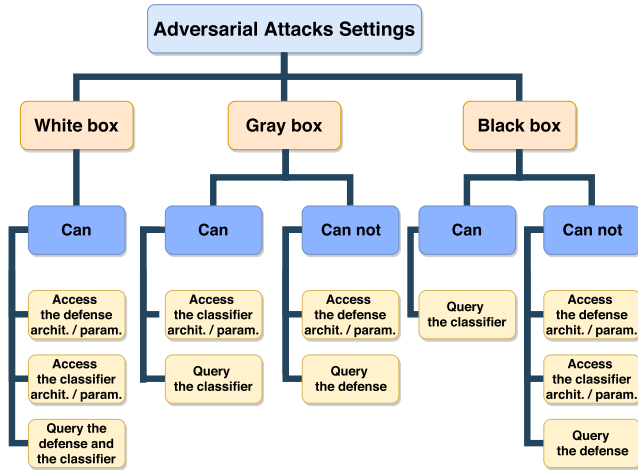 Adversarial Attacks Settings
White box
Gray box
Black box
Can
Can
Can not
Can
Can not
Access
the defense
archit. / param.
Access
the classifier
archit. / param.
Query the
defense and
the classifier
Access
the classifier
archit. / param.
Query
the classifier
Access
the defense
archit. / param.
Query
the defense
Query
the classifier
Access
the defense
archit. / param.
Access
the classifier
archit. / param.
Query
the defense